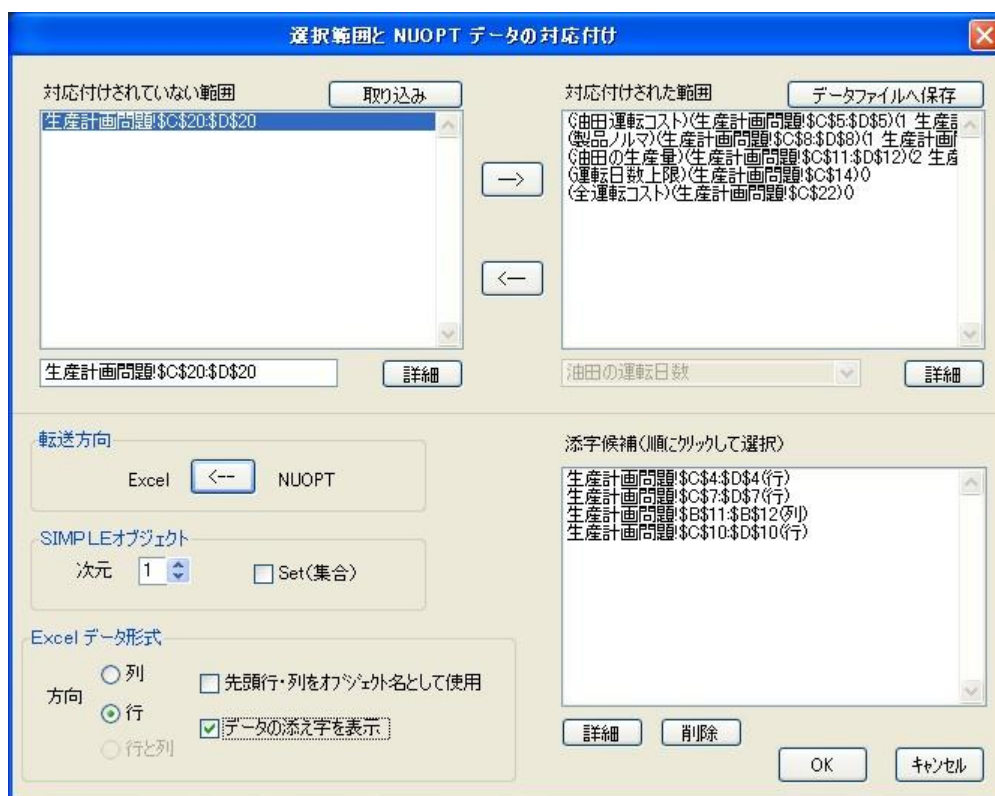 選択範囲と NUOPT データの対応付け
対応付けされていない範囲
取り込み
生産計画問題!$C$20:$D$20
生産計画問題!$C$20:$D$20
詳細
対応付けされた範囲
データファイルへ保存
(油田運転コスト)(生産計画問題!$C$5:$D$5)(1 生産計
(製品ノルマ)(生産計画問題!$C$8:$D$8)(1 生産計画
(油田の生産量)(生産計画問題!$C$11:$D$12)(2 生産
(運転日数上限)(生産計画問題!$C$14)0
(全運転コスト)(生産計画問題!$C$22)0
油田の運転日数
詳細
-->
<--
転送方向
Excel <-- NUOPT
SIMPLEオブジェクト
次元 1 Set(集合)
Excel データ形式
方向
列
行
行と列
先頭行・列をオブジェクト名として使用
データの添え字を表示
添字候補(順にクリックして選択)
生産計画問題!$C$4:$D$4(行)
生産計画問題!$C$7:$D$7(行)
生産計画問題!$B$11:$B$12(列)
生産計画問題!$C$10:$D$10(行)
詳細
削除
OK
キャンセル